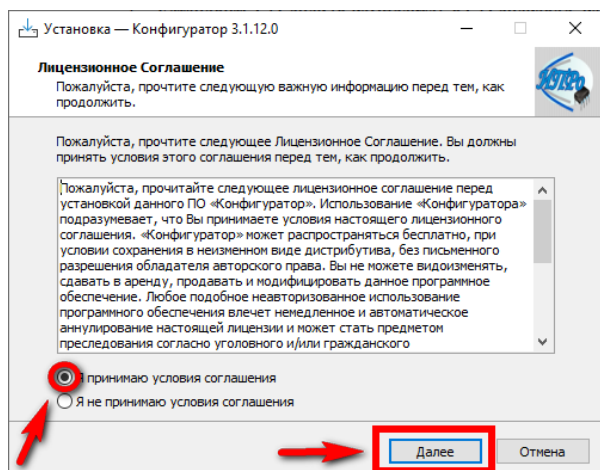 Установка — Конфигуратор 3.1.12.0
Лицензионное Соглашение
Пожалуйста, прочтите следующую важную информацию перед тем, как
продолжить.
Пожалуйста, прочтите следующее Лицензионное Соглашение. Вы должны
принять условия этого соглашения перед тем, как продолжить.
Пожалуйста, прочитайте следующее лицензионное соглашение перед
установкой данного ПО «Конфигуратор». Использование «Конфигуратора»
подразумевает, что Вы принимаете условия настоящего лицензионного
соглашения. «Конфигуратор» может распространяться бесплатно, при
условии сохранения в неизменном виде дистрибутива, без письменного
разрешения обладателя авторского права. Вы не можете видоизменять,
сдавать в аренду, продавать и модифицировать данное программное
обеспечение. Любое подобное неавторизованное использование
программного обеспечения влечет немедленное и автоматическое
аннулирование настоящей лицензии и может стать предметом
преследования согласно уголовного и/или гражданского
Я принимаю условия соглашения
Я не принимаю условия соглашения
Далее
Отмена